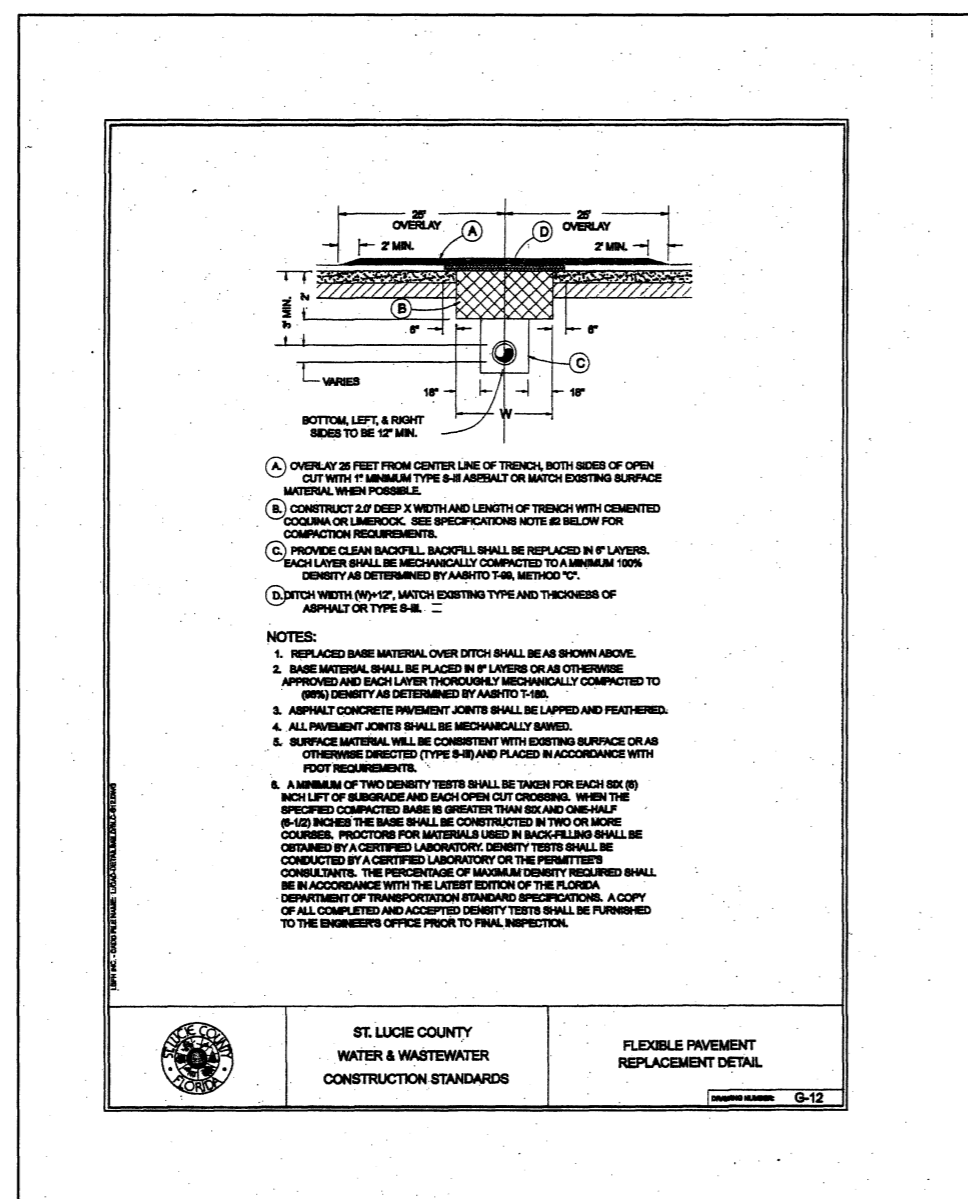 25'
OVERLAY
25'
OVERLAY
A
D
2' MIN.
2' MIN.
3' MIN.
2'
B
6"
6"
C
VARIES
18"
18"
W
BOTTOM, LEFT, & RIGHT
SIDES TO BE 12" MIN.
A. OVERLAY 25 FEET FROM CENTER LINE OF TRENCH, BOTH SIDES OF OPEN
CUT WITH 1" MINIMUM TYPE S-III ASPHALT OR MATCH EXISTING SURFACE
MATERIAL WHEN POSSIBLE.
B. CONSTRUCT 2.0' DEEP X WIDTH AND LENGTH OF TRENCH WITH CEMENTED
COQUINA OR LIMEROCK. SEE SPECIFICATIONS NOTE #2 BELOW FOR
COMPACTION REQUIREMENTS.
C. PROVIDE CLEAN BACKFILL. BACKFILL SHALL BE REPLACED IN 6" LAYERS.
EACH LAYER SHALL BE MECHANICALLY COMPACTED TO A MINIMUM 100%
DENSITY AS DETERMINED BY AASHTO T-99, METHOD "C".
D. DITCH WIDTH (W)+12", MATCH EXISTING TYPE AND THICKNESS OF
ASPHALT OR TYPE S-III.
NOTES:
1. REPLACED BASE MATERIAL OVER DITCH SHALL BE AS SHOWN ABOVE.
2. BASE MATERIAL SHALL BE PLACED IN 6" LAYERS OR AS OTHERWISE
APPROVED AND EACH LAYER THOROUGHLY MECHANICALLY COMPACTED TO
(98%) DENSITY AS DETERMINED BY AASHTO T-180.
3. ASPHALT CONCRETE PAVEMENT JOINTS SHALL BE LAPPED AND FEATHERED.
4. ALL PAVEMENT JOINTS SHALL BE MECHANICALLY SAWED.
5. SURFACE MATERIAL WILL BE CONSISTENT WITH EXISTING SURFACE OR AS
OTHERWISE DIRECTED (TYPE S-III) AND PLACED IN ACCORDANCE WITH
FDOT REQUIREMENTS.
6. A MINIMUM OF TWO DENSITY TESTS SHALL BE TAKEN FOR EACH SIX (6)
INCH LIFT OF SUBGRADE AND EACH OPEN CUT CROSSING. WHEN THE
SPECIFIED COMPACTED BASE IS GREATER THAN SIX AND ONE-HALF
(6-1/2) INCHES THE BASE SHALL BE CONSTRUCTED IN TWO OR MORE
COURSES. PROCTORS FOR MATERIALS USED IN BACK-FILLING SHALL BE
OBTAINED BY A CERTIFIED LABORATORY. DENSITY TESTS SHALL BE
CONDUCTED BY A CERTIFIED LABORATORY OR THE PERMITTEE'S
CONSULTANTS. THE PERCENTAGE OF MAXIMUM DENSITY REQUIRED SHALL
BE IN ACCORDANCE WITH THE LATEST EDITION OF THE FLORIDA
DEPARTMENT OF TRANSPORTATION STANDARD SPECIFICATIONS. A COPY
OF ALL COMPLETED AND ACCEPTED DENSITY TESTS SHALL BE FURNISHED
TO THE ENGINEER'S OFFICE PRIOR TO FINAL INSPECTION.
ST. LUCIE COUNTY
FLORIDA
ST. LUCIE COUNTY
WATER & WASTEWATER
CONSTRUCTION STANDARDS
FLEXIBLE PAVEMENT
REPLACEMENT DETAIL
DRAWING NUMBER: G-12